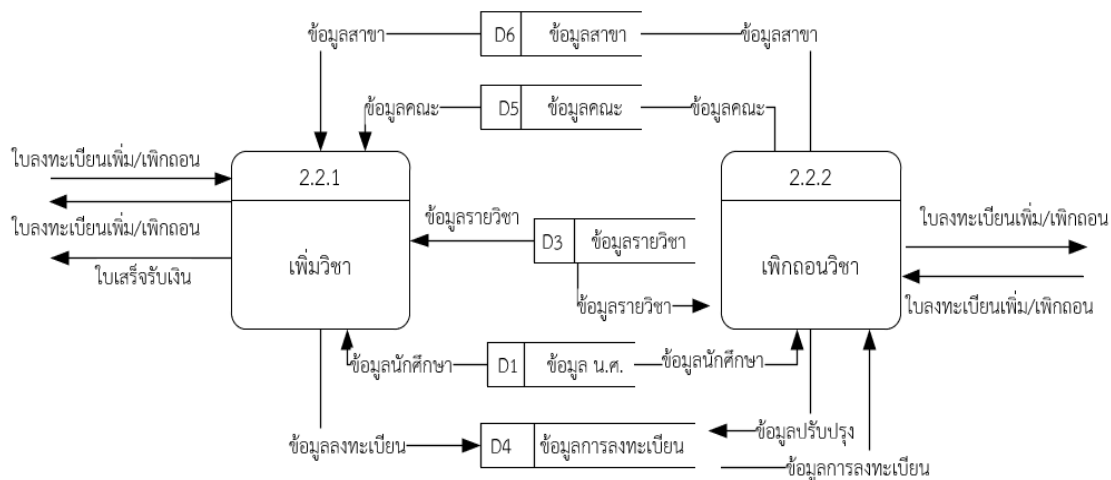 ข้อมูลสาขา D6 ข้อมูลสาขา ข้อมูลสาขา
ข้อมูลคณะ D5 ข้อมูลคณะ ข้อมูลคณะ
ใบลงทะเบียนเพิ่ม/เพิกถอน
2.2.1
2.2.2
ใบลงทะเบียนเพิ่ม/เพิกถอน
ข้อมูลรายวิชา
ใบลงทะเบียนเพิ่ม/เพิกถอน
D3 ข้อมูลรายวิชา
เพิ่มวิชา
เพิกถอนวิชา
ใบเสร็จรับเงิน
ข้อมูลรายวิชา
ใบลงทะเบียนเพิ่ม/เพิกถอน
ข้อมูลนักศึกษา D1 ข้อมูล น.ศ. ข้อมูลนักศึกษา
ข้อมูลปรับปรุง
ข้อมูลลงทะเบียน D4 ข้อมูลการลงทะเบียน
ข้อมูลการลงทะเบียน